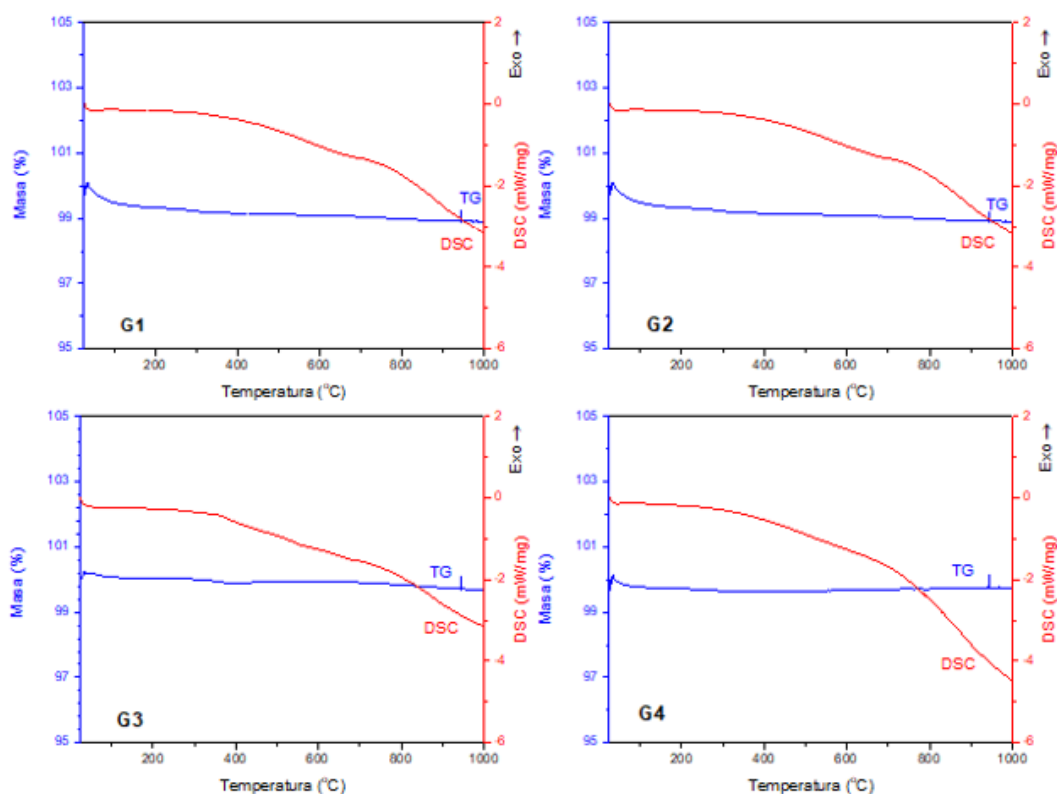 105
103
101
99
97
95
Masa (%)
2
0
-2
-4
-6
Exo →
DSC (mW/mg)
TG
DSC
G1
200 400 600 800 1000
Temperatura (°C)
105
103
101
99
97
95
Masa (%)
2
0
-2
-4
-6
Exo →
DSC (mW/mg)
TG
DSC
G2
200 400 600 800 1000
Temperatura (°C)
105
103
101
99
97
95
Masa (%)
2
0
-2
-4
-6
Exo →
DSC (mW/mg)
TG
DSC
G3
200 400 600 800 1000
Temperatura (°C)
105
103
101
99
97
95
Masa (%)
2
0
-2
-4
-6
Exo →
DSC (mW/mg)
TG
DSC
G4
200 400 600 800 1000
Temperatura (°C)